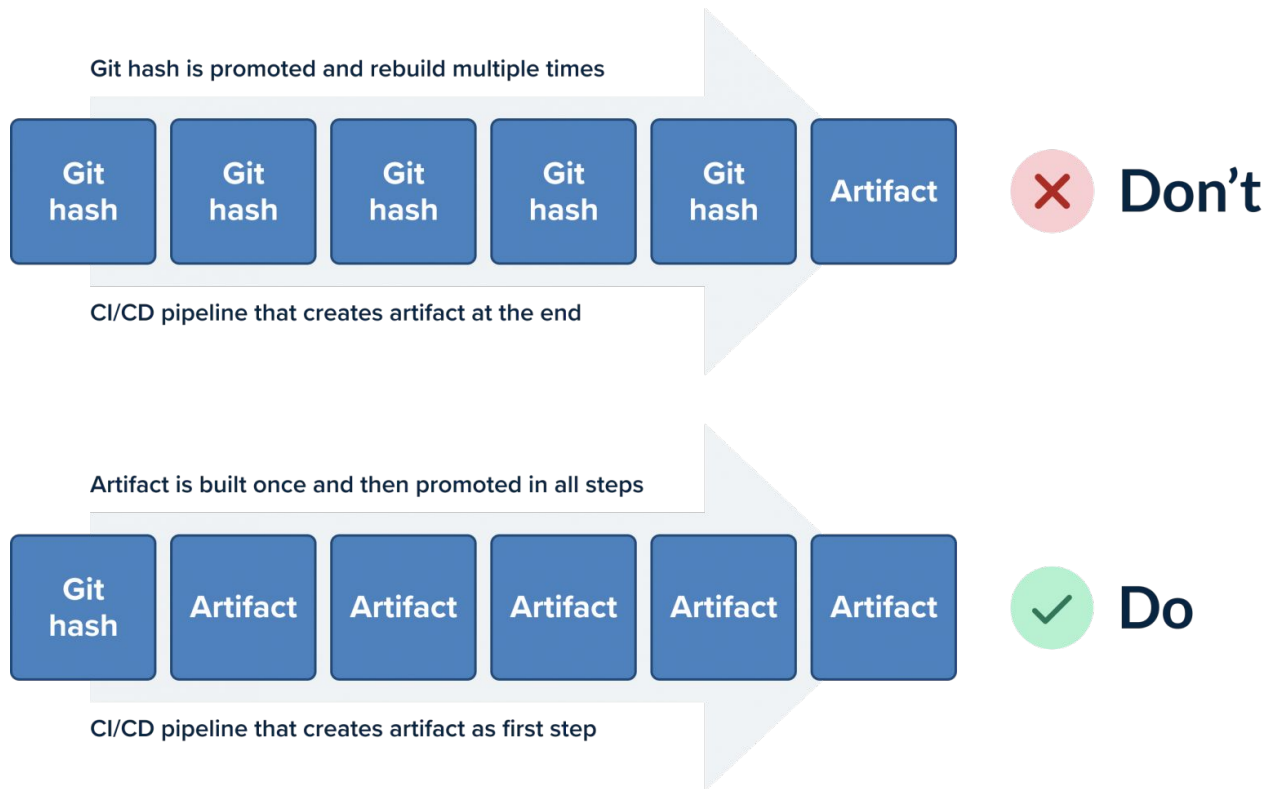 Git hash is promoted and rebuild multiple times
Git
hash
Git
hash
Git
hash
Git
hash
Git
hash
Artifact
Don't
CI/CD pipeline that creates artifact at the end
Artifact is built once and then promoted in all steps
Git
hash
Artifact
Artifact
Artifact
Artifact
Artifact
Do
CI/CD pipeline that creates artifact as first step